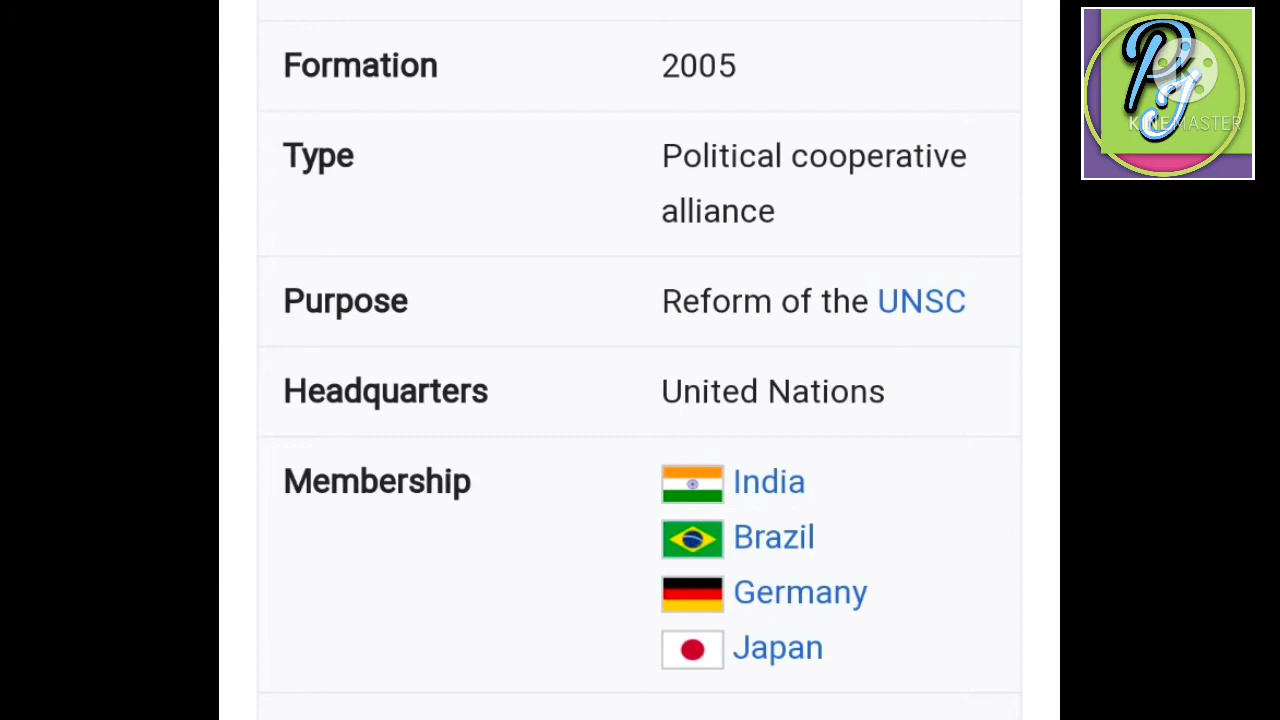 Formation 2005
Type Political cooperative
alliance
Purpose Reform of the UNSC
Headquarters United Nations
Membership India
Brazil
Germany
Japan
Pj
KINEMASTER